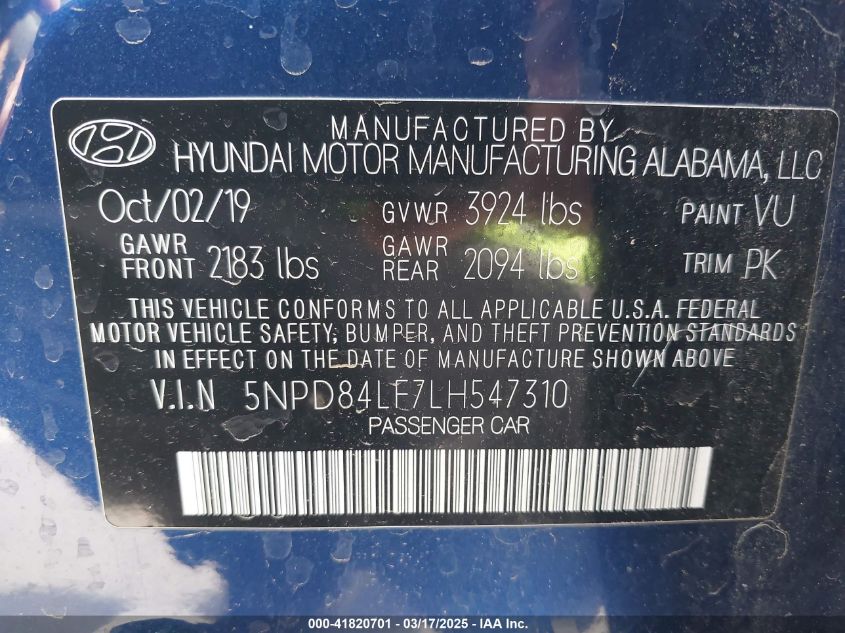 MANUFACTURED BY
HYUNDAI MOTOR MANUFACTURING ALABAMA, LLC
Oct/02/19 GVWR 3924 lbs PAINT VU
GAWR FRONT 2183 lbs GAWR REAR 2094 lbs TRIM PK
THIS VEHICLE CONFORMS TO ALL APPLICABLE U.S.A. FEDERAL
MOTOR VEHICLE SAFETY, BUMPER, AND THEFT PREVENTION STANDARDS
IN EFFECT ON THE DATE OF MANUFACTURE SHOWN ABOVE
V.I.N 5NPD84LF7LH547310
PASSENGER CAR
000-41820701 - 03/17/2025 - IAA Inc.